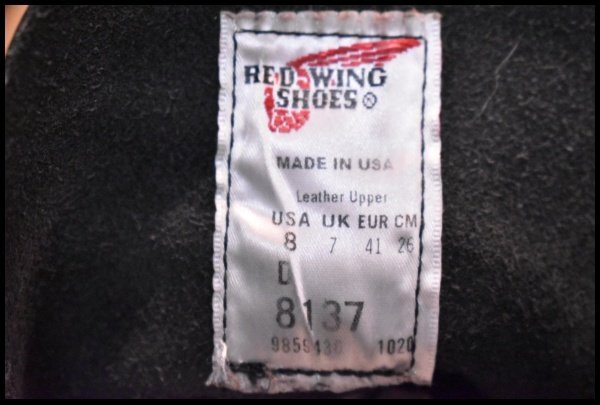 RED WING
SHOES®
MADE IN USA
Leather Upper
USA UK EUR CM
8 7 41 26
D
8137
1020